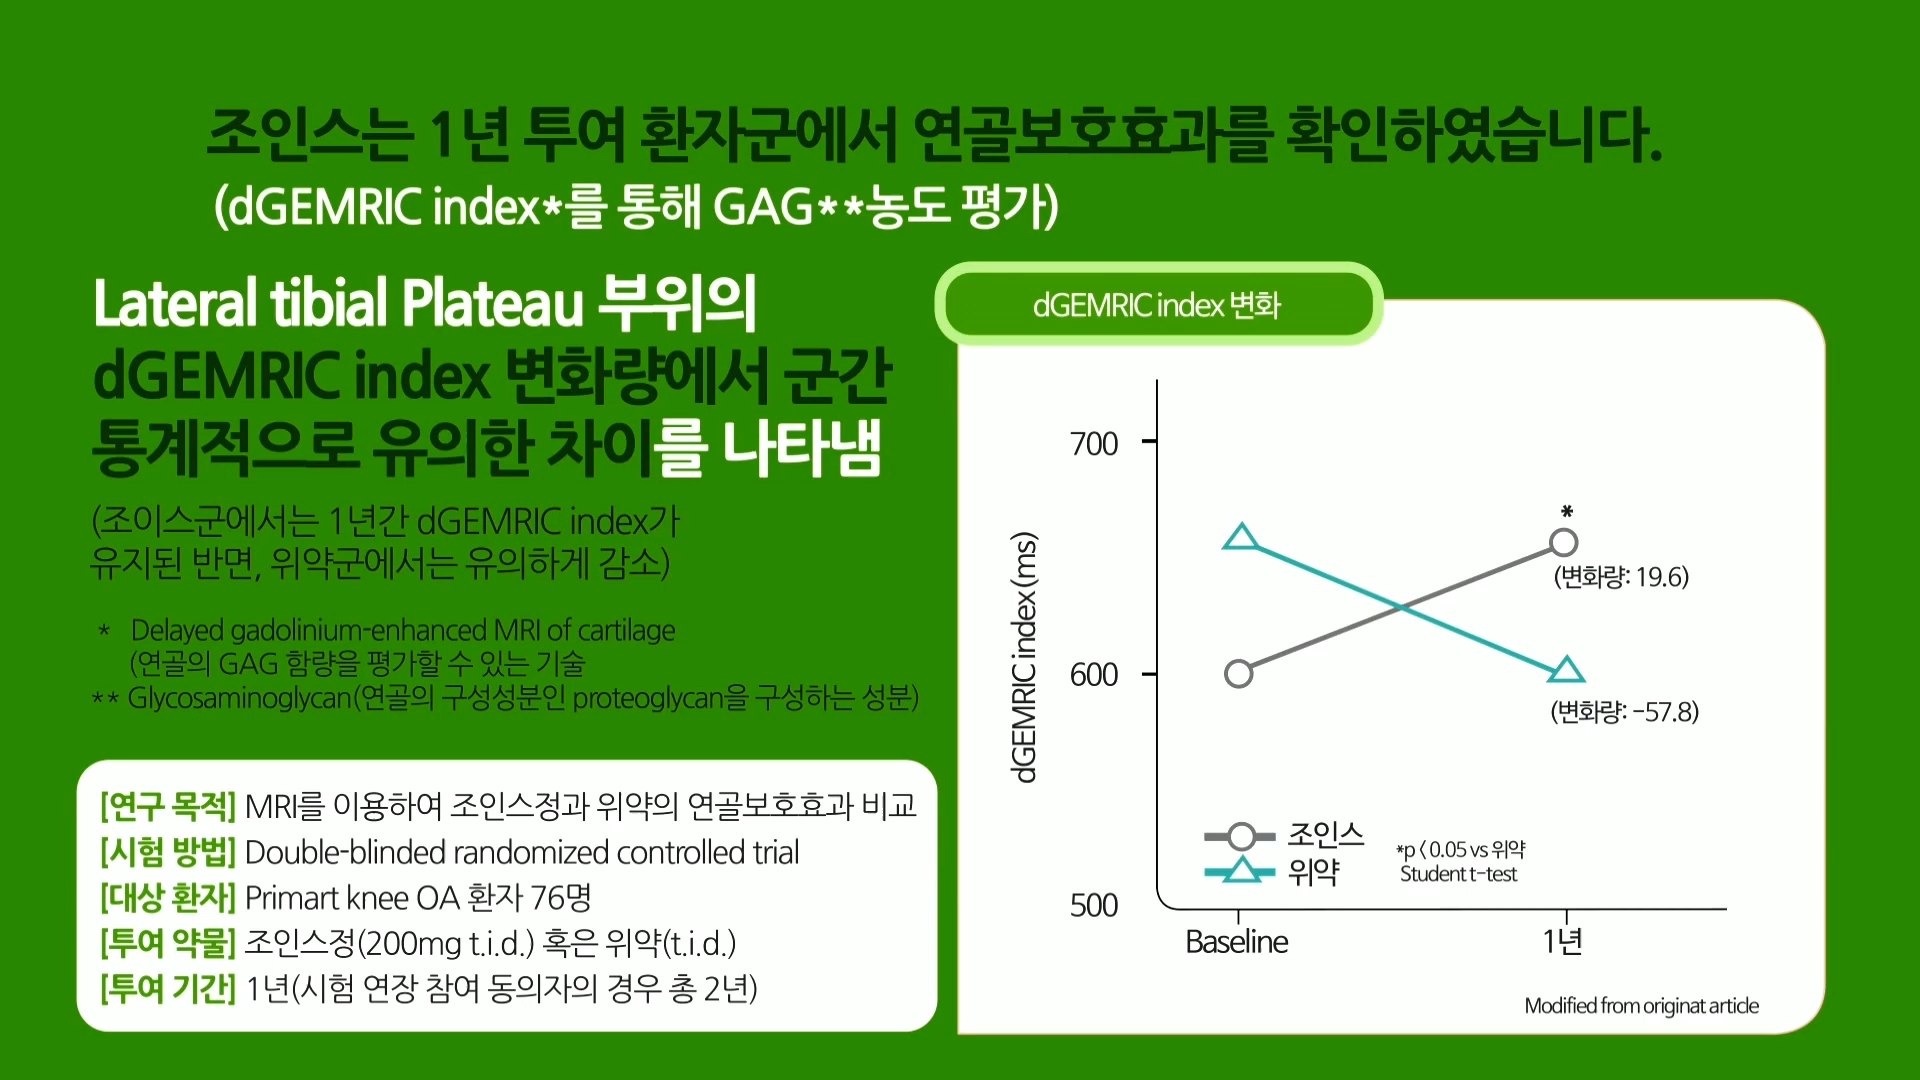 조인스는 1년 투여 환자군에서 연골보호효과를 확인하였습니다.
(dGEMRIC index*를 통해 GAG**농도 평가)
Lateral tibial Plateau 부위의
dGEMRIC index 변화량에서 군간
통계적으로 유의한 차이를 나타냄
(조이스군에서는 1년간 dGEMRIC index가
유지된 반면, 위약군에서는 유의하게 감소)
* Delayed gadolinium-enhanced MRI of cartilage
(연골의 GAG 함량을 평가할 수 있는 기술
** Glycosaminoglycan(연골의 구성성분인 proteoglycan을 구성하는 성분)
[연구 목적] MRI를 이용하여 조인스정과 위약의 연골보호효과 비교
[시험 방법] Double-blinded randomized controlled trial
[대상 환자] Primart knee OA 환자 76명
[투여 약물] 조인스정(200mg t.i.d.) 혹은 위약(t.i.d.)
[투여 기간] 1년(시험 연장 참여 동의자의 경우 총 2년)
dGEMRIC index 변화
dGEMRIC index (ms)
700
600
500
*
(변화량: 19.6)
(변화량: -57.8)
조인스
위약
*p < 0.05 vs 위약
Student t-test
Baseline
1년
Modified from originat article